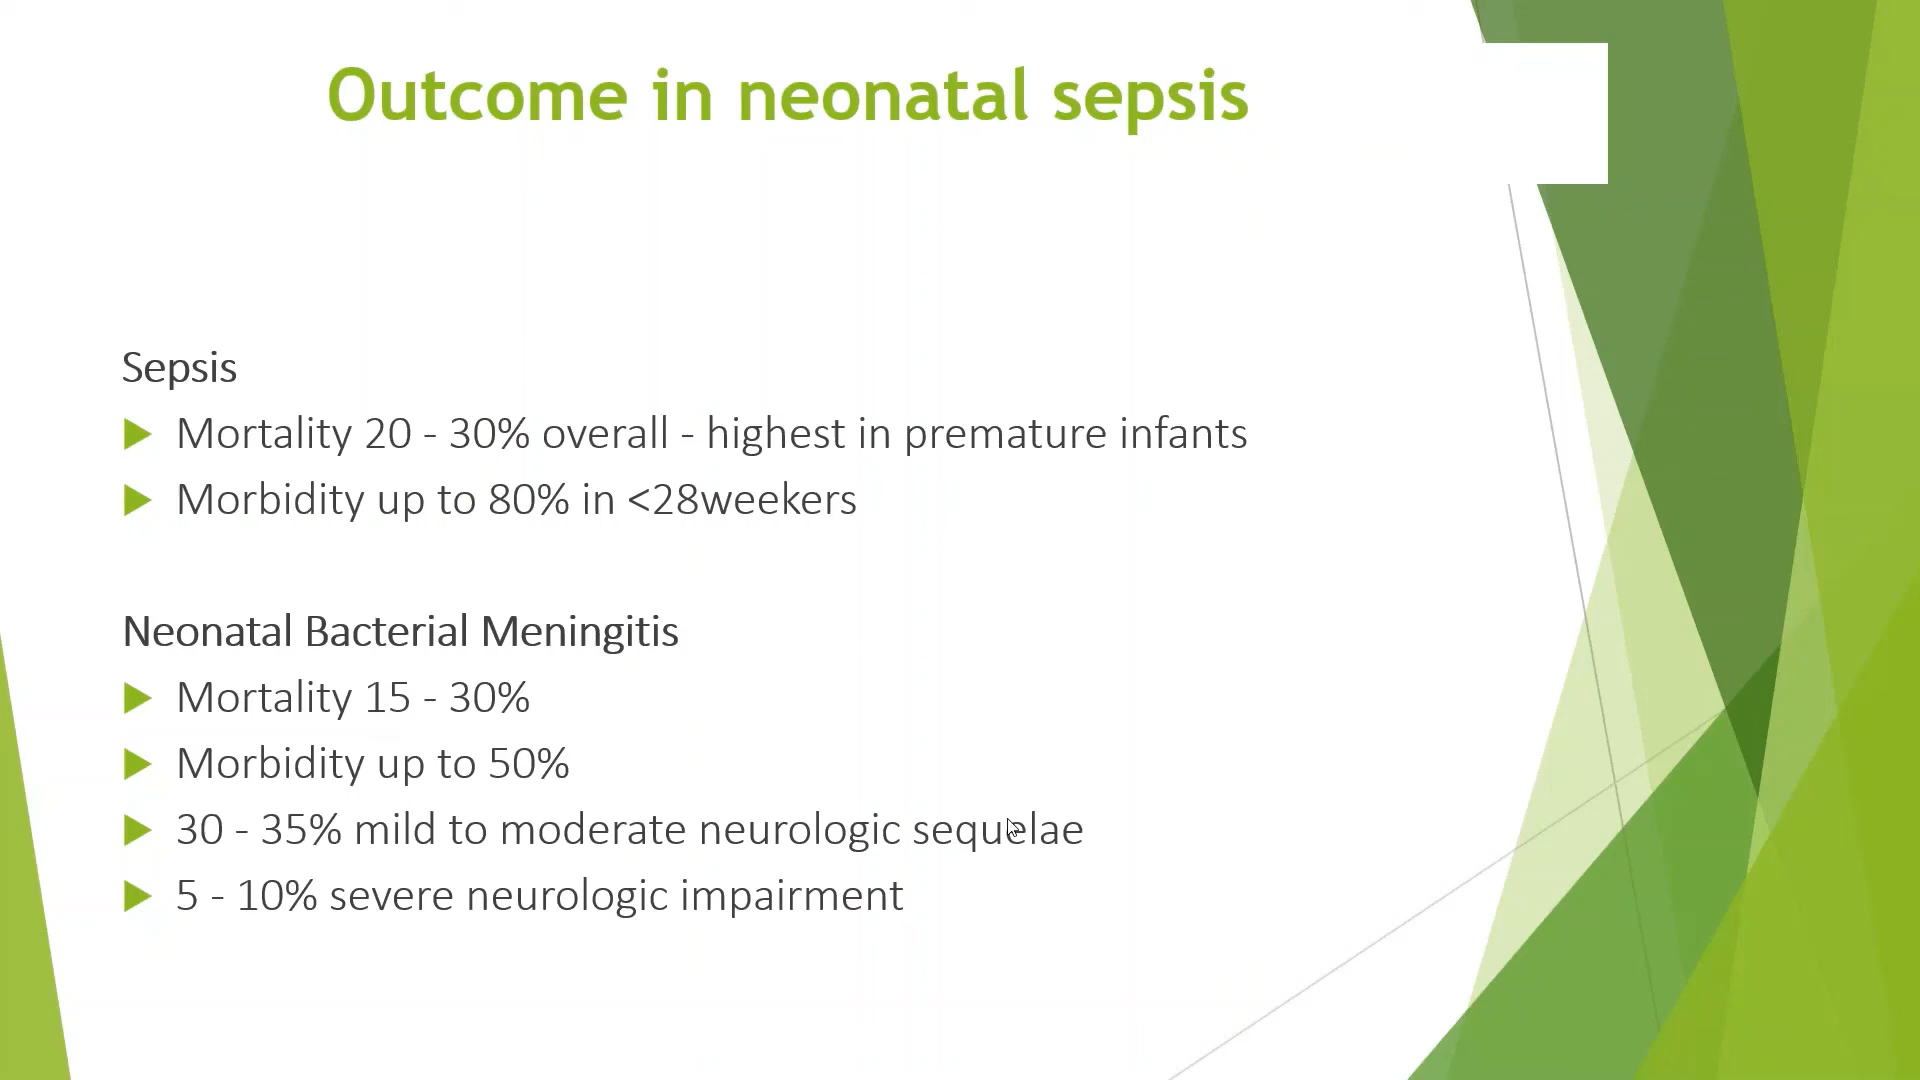 Outcome in neonatal sepsis
Sepsis
Mortality 20 - 30% overall - highest in premature infants
Morbidity up to 80% in <28weekers
Neonatal Bacterial Meningitis
Mortality 15 - 30%
Morbidity up to 50%
30 - 35% mild to moderate neurologic sequelae
5 - 10% severe neurologic impairment